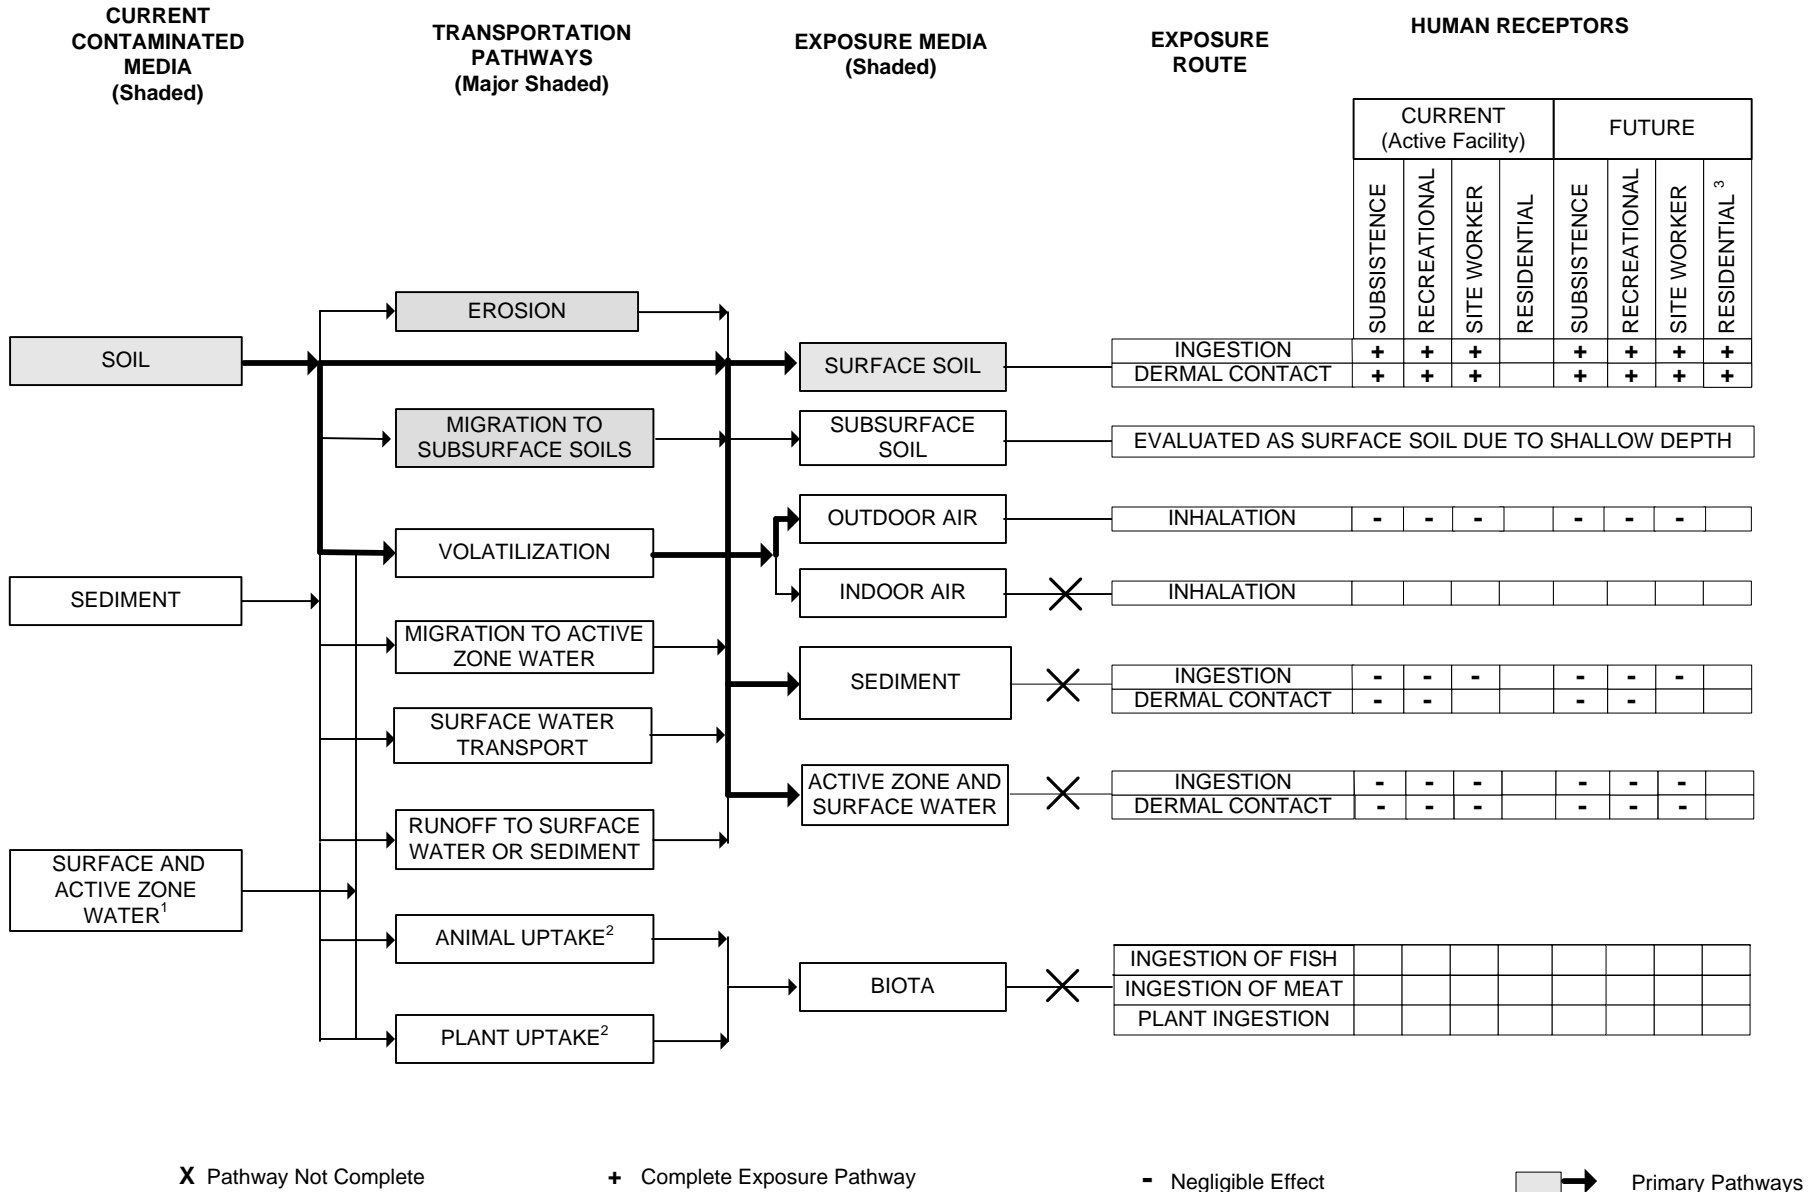 CURRENT
CONTAMINATED
MEDIA
(Shaded)
TRANSPORTATION
PATHWAYS
(Major Shaded)
EXPOSURE MEDIA
(Shaded)
EXPOSURE
ROUTE
HUMAN RECEPTORS
CURRENT
(Active Facility)
FUTURE
SUBSISTENCE
RECREATIONAL
SITE WORKER
RESIDENTIAL
SUBSISTENCE
RECREATIONAL
SITE WORKER
RESIDENTIAL 3
SOIL
SEDIMENT
SURFACE AND
ACTIVE ZONE
WATER1
EROSION
MIGRATION TO
SUBSURFACE SOILS
VOLATILIZATION
MIGRATION TO ACTIVE
ZONE WATER
SURFACE WATER
TRANSPORT
RUNOFF TO SURFACE
WATER OR SEDIMENT
ANIMAL UPTAKE2
PLANT UPTAKE2
SURFACE SOIL
SUBSURFACE
SOIL
OUTDOOR AIR
INDOOR AIR
SEDIMENT
ACTIVE ZONE AND
SURFACE WATER
BIOTA
INGESTION + + + + + + +
DERMAL CONTACT + + + + + + +
EVALUATED AS SURFACE SOIL DUE TO SHALLOW DEPTH
INHALATION - - - - - -
INHALATION
INGESTION - - - - - -
DERMAL CONTACT - - - -
INGESTION - - - - - -
DERMAL CONTACT - - - - - -
INGESTION OF FISH
INGESTION OF MEAT
PLANT INGESTION
X Pathway Not Complete
+ Complete Exposure Pathway
- Negligible Effect
Primary Pathways